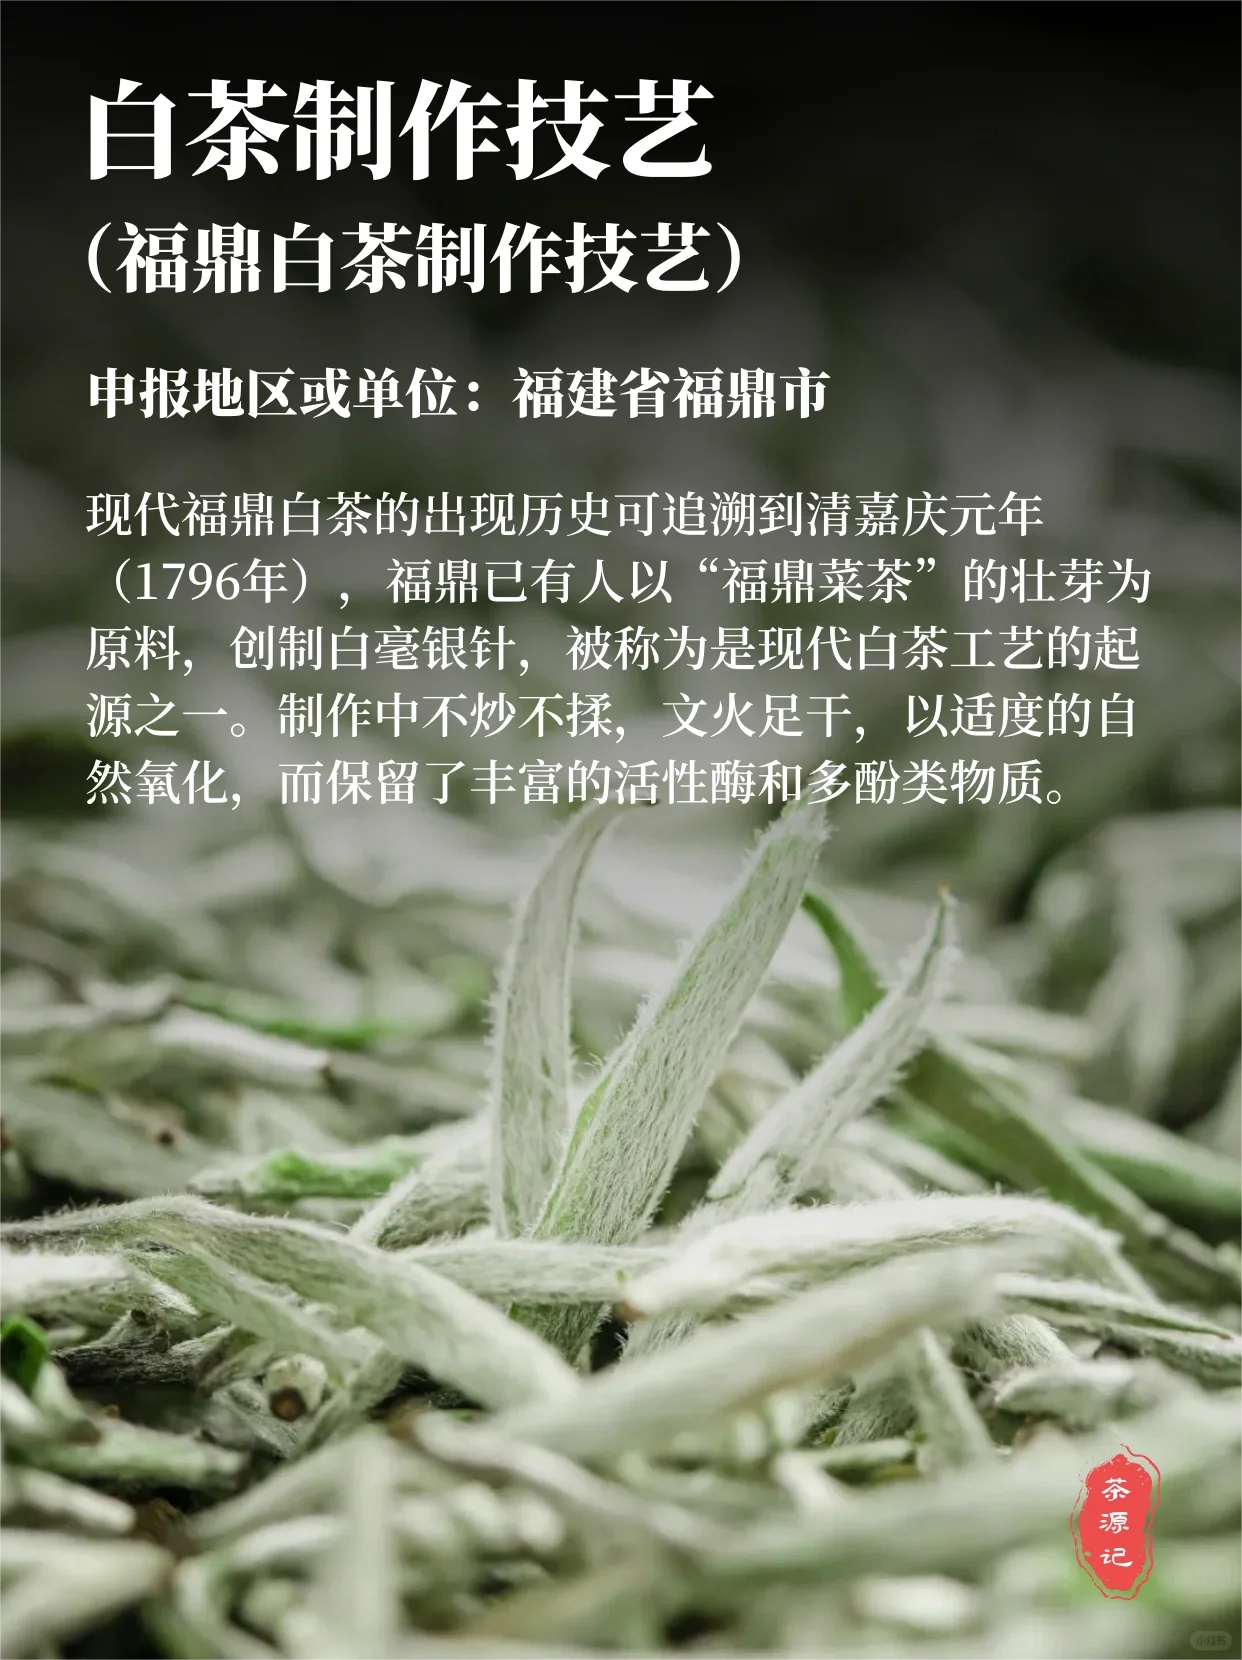 白茶制作技艺
（福鼎白茶制作技艺）
申报地区或单位：福建省福鼎市
现代福鼎白茶的出现历史可追溯到清嘉庆元年
（1796年），福鼎已有人以“福鼎菜茶”的壮芽为
原料，创制白毫银针，被称为是现代白茶工艺的起
源之一。制作中不炒不揉，文火足干，以适度的自
然氧化，而保留了丰富的活性酶和多酚类物质。
茶
源
记
小红书